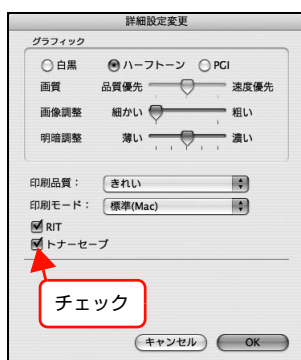 詳細設定変更
グラフィック
白黒 ハーフトーン PGI
画質 品質優先 速度優先
画像調整 細かい 粗い
明暗調整 薄い 濃い
印刷品質: きれい
印刷モード: 標準(Mac)
RIT
トナーセーブ
チェック
キャンセル OK